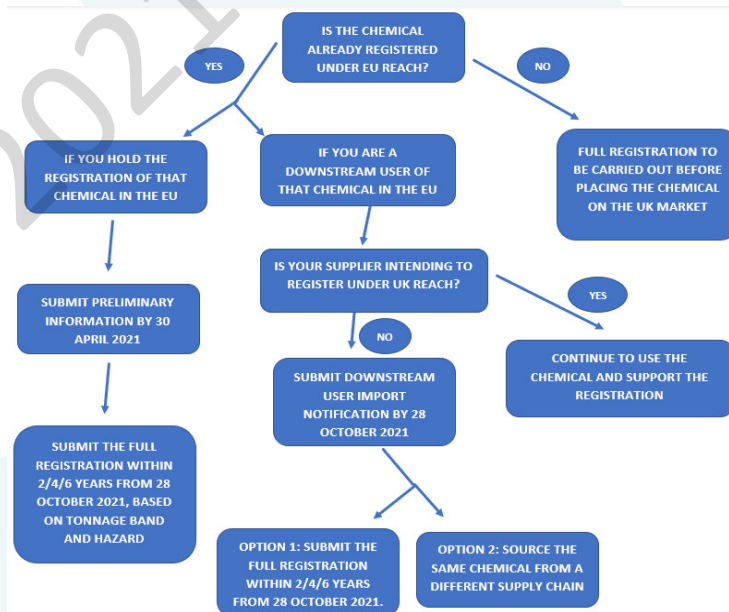 IS THE CHEMICAL
ALREADY REGISTERED
UNDER EU REACH?
YES
NO
IF YOU HOLD THE
REGISTRATION OF THAT
CHEMICAL IN THE EU
IF YOU ARE A
DOWNSTREAM USER OF
THAT CHEMICAL IN THE EU
FULL REGISTRATION TO
BE CARRIED OUT BEFORE
PLACING THE CHEMICAL
ON THE UK MARKET
IS YOUR SUPPLIER INTENDING TO
REGISTER UNDER UK REACH?
SUBMIT PRELIMINARY
INFORMATION BY 30
APRIL 2021
YES
NO
CONTINUE TO USE THE
CHEMICAL AND SUPPORT THE
REGISTRATION
SUBMIT DOWNSTREAM
USER IMPORT
NOTIFICATION BY 28
OCTOBER 2021
SUBMIT THE FULL
REGISTRATION WITHIN
2/4/6 YEARS FROM 28
OCTOBER 2021, BASED
ON TONNAGE BAND
AND HAZARD
OPTION 1: SUBMIT THE
FULL REGISTRATION
WITHIN 2/4/6 YEARS
FROM 28 OCTOBER 2021.
OPTION 2: SOURCE THE
SAME CHEMICAL FROM A
DIFFERENT SUPPLY CHAIN
2021